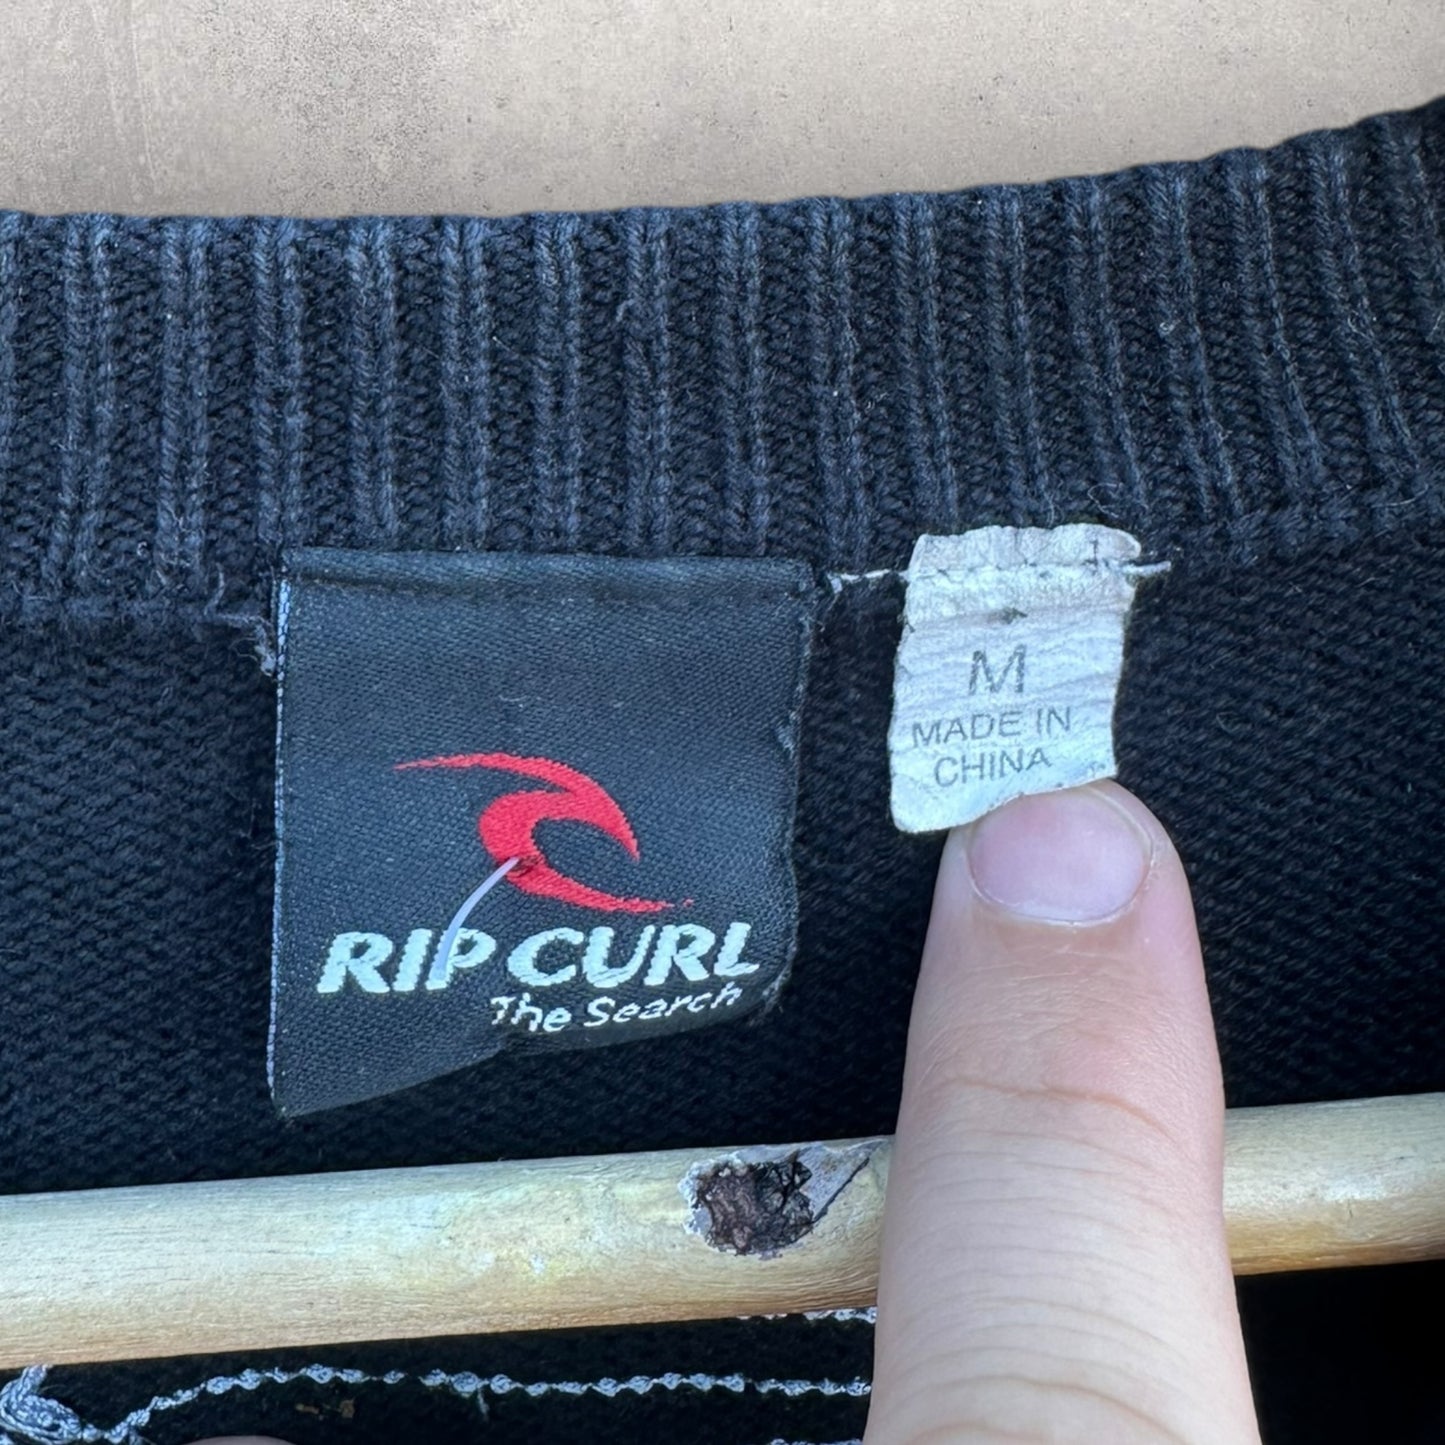 RIP CURL
The Search
M
MADE IN
CHINA